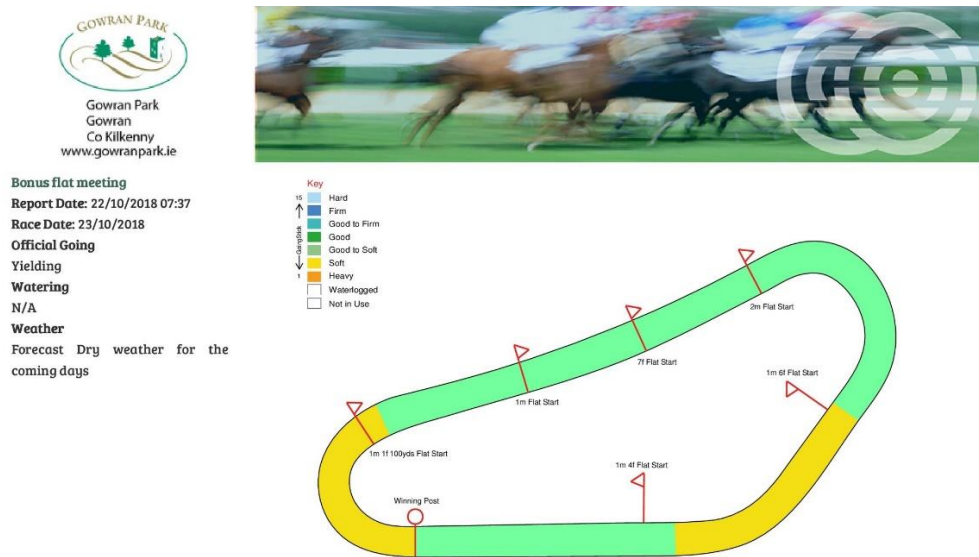 GOWRAN PARK
Gowran Park
Gowran
Co Kilkenny
www.gowranpark.ie
Bonus flat meeting
Report Date: 22/10/2018 07:37
Race Date: 23/10/2018
Official Going
Yielding
Watering
N/A
Weather
Forecast Dry weather for the
coming days
Key
15
GoingStick
1
Hard
Firm
Good to Firm
Good
Good to Soft
Soft
Heavy
Waterlogged
Not in Use
2m Flat Start
7f Flat Start
1m 6f Flat Start
1m Flat Start
1m 1f 100yds Flat Start
1m 4f Flat Start
Winning Post